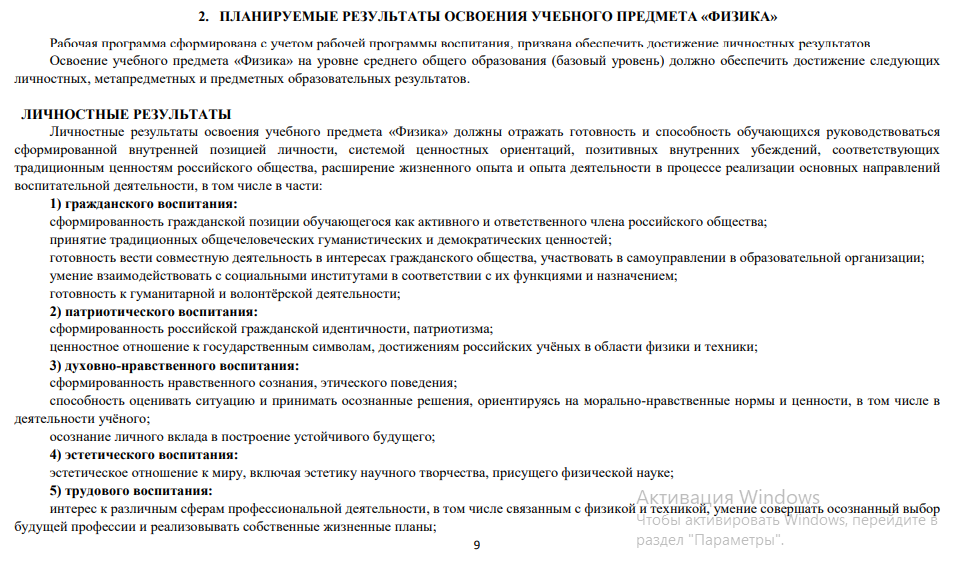 2. ПЛАНИРУЕМЫЕ РЕЗУЛЬТАТЫ ОСВОЕНИЯ УЧЕБНОГО ПРЕДМЕТА «ФИЗИКА»
Рабочая программа сформирована с учетом рабочей программы воспитания, призвана обеспечить достижение личностных результатов
Освоение учебного предмета «Физика» на уровне среднего общего образования (базовый уровень) должно обеспечить достижение следующих
личностных, метапредметных и предметных образовательных результатов.
ЛИЧНОСТНЫЕ РЕЗУЛЬТАТЫ
Личностные результаты освоения учебного предмета «Физика» должны отражать готовность и способность обучающихся руководствоваться
сформированной внутренней позицией личности, системой ценностных ориентаций, позитивных внутренних убеждений, соответствующих
традиционным ценностям российского общества, расширение жизненного опыта и опыта деятельности в процессе реализации основных направлений
воспитательной деятельности, в том числе в части:
1) гражданского воспитания:
сформированность гражданской позиции обучающегося как активного и ответственного члена российского общества;
принятие традиционных общечеловеческих гуманистических и демократических ценностей;
готовность вести совместную деятельность в интересах гражданского общества, участвовать в самоуправлении в образовательной организации;
умение взаимодействовать с социальными институтами в соответствии с их функциями и назначением;
готовность к гуманитарной и волонтёрской деятельности;
2) патриотического воспитания:
сформированность российской гражданской идентичности, патриотизма;
ценностное отношение к государственным символам, достижениям российских учёных в области физики и техники;
3) духовно-нравственного воспитания:
сформированность нравственного сознания, этического поведения;
способность оценивать ситуацию и принимать осознанные решения, ориентируясь на морально-нравственные нормы и ценности, в том числе в
деятельности учёного;
осознание личного вклада в построение устойчивого будущего;
4) эстетического воспитания:
эстетическое отношение к миру, включая эстетику научного творчества, присущего физической науке;
5) трудового воспитания:
интерес к различным сферам профессиональной деятельности, в том числе связанным с физикой и техникой, умение совершать осознанный выбор
будущей профессии и реализовывать собственные жизненные планы;
Активация Windows
Чтобы активировать Windows, перейдите в
раздел "Параметры".
9